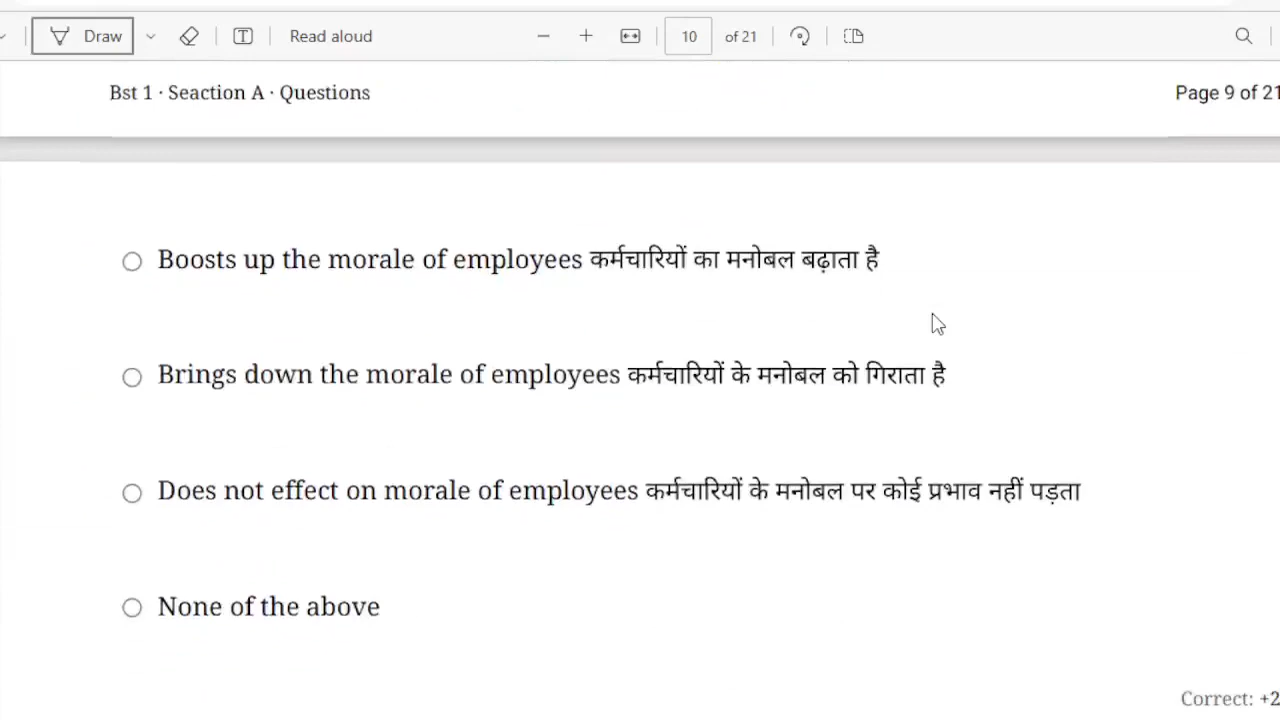 Draw Read aloud 10 of 21
Bst 1 · Seaction A · Questions Page 9 of 21
Boosts up the morale of employees कर्मचारियों का मनोबल बढ़ाता है
Brings down the morale of employees कर्मचारियों के मनोबल को गिराता है
Does not effect on morale of employees कर्मचारियों के मनोबल पर कोई प्रभाव नहीं पड़ता
None of the above
Correct: +2